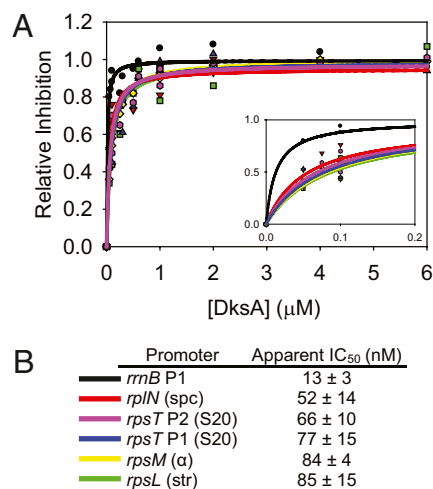 A
Relative Inhibition
1.2
1.0
0.8
0.6
0.4
0.2
0.0
1.0
0.5
0.0
0.0 0.1 0.2
0 1 2 3 4 5 6
[DksA] (μM)
B
Promoter Apparent IC50 (nM)
rrnB P1 13 ± 3
rplN (spc) 52 ± 14
rpsT P2 (S20) 66 ± 10
rpsT P1 (S20) 77 ± 15
rpsM (α) 84 ± 4
rpsL (str) 85 ± 15